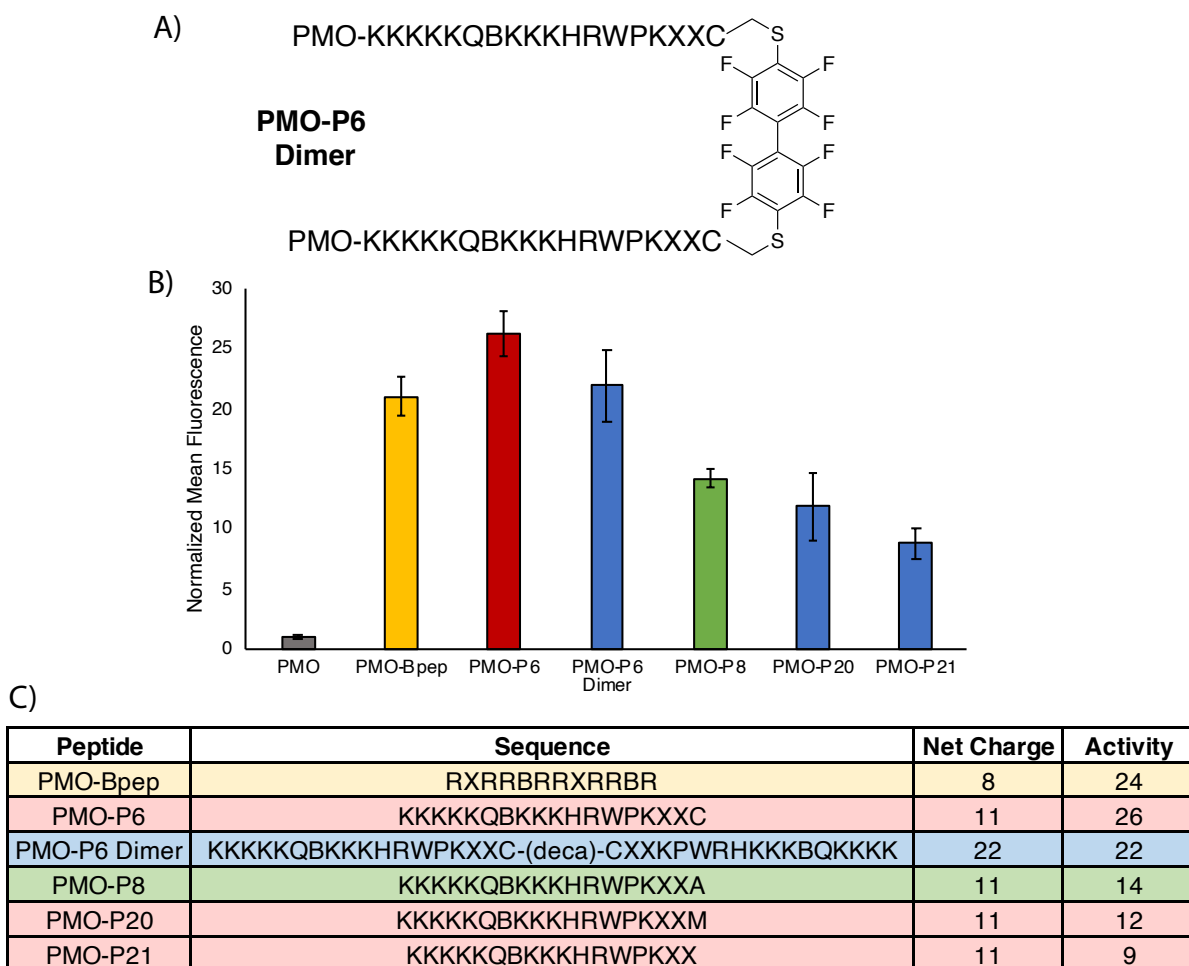 A)
PMO-KKKKKQBKKKHRWPKXXC
S
F F
F F
PMO-P6
Dimer
F F
F F
PMO-KKKKKQBKKKHRWPKXXC
S
B)
Normalized Mean Fluorescence
30
25
20
15
10
5
0
PMO PMO-Bpep PMO-P6 PMO-P6 Dimer PMO-P8 PMO-P20 PMO-P21
C)
Peptide Sequence Net Charge Activity
PMO-Bpep RXRRBRRXRRBR 8 24
PMO-P6 KKKKKQBKKKHRWPKXXC 11 26
PMO-P6 Dimer KKKKKQBKKKHRWPKXXC-(deca)-CXXKPWRHKKKBQKKKK 22 22
PMO-P8 KKKKKQBKKKHRWPKXXA 11 14
PMO-P20 KKKKKQBKKKHRWPKXXM 11 12
PMO-P21 KKKKKQBKKKHRWPKXX 11 9